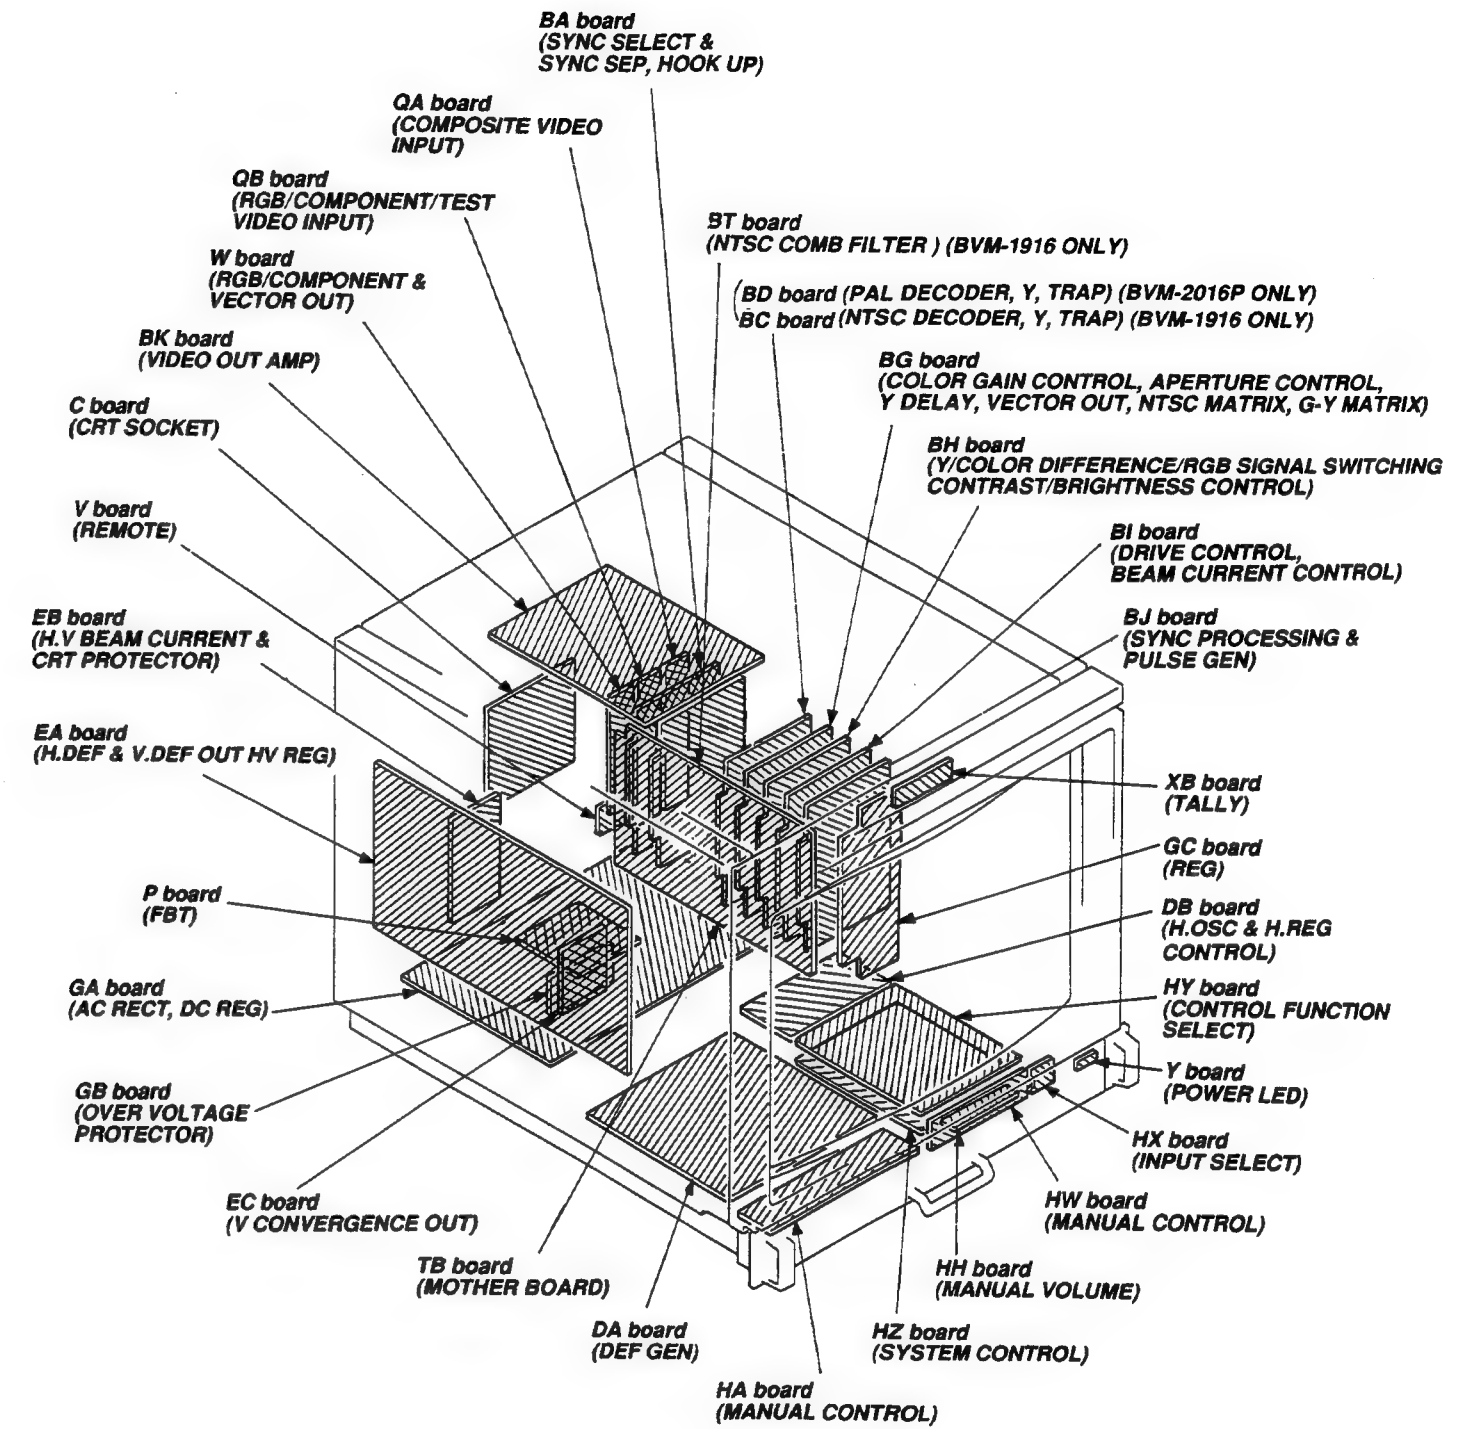 BA board
(SYNC SELECT &
SYNC SEP, HOOK UP)
QA board
(COMPOSITE VIDEO
INPUT)
QB board
(RGB/COMPONENT/TEST
VIDEO INPUT)
W board
(RGB/COMPONENT &
VECTOR OUT)
BK board
(VIDEO OUT AMP)
C board
(CRT SOCKET)
V board
(REMOTE)
EB board
(H.V BEAM CURRENT &
CRT PROTECTOR)
EA board
(H.DEF & V.DEF OUT HV REG)
P board
(FBT)
GA board
(AC RECT, DC REG)
GB board
(OVER VOLTAGE
PROTECTOR)
EC board
(V CONVERGENCE OUT)
TB board
(MOTHER BOARD)
DA board
(DEF GEN)
HA board
(MANUAL CONTROL)
BT board
(NTSC COMB FILTER ) (BVM-1916 ONLY)
(BD board (PAL DECODER, Y, TRAP) (BVM-2016P ONLY)
BC board (NTSC DECODER, Y, TRAP) (BVM-1916 ONLY)
BG board
(COLOR GAIN CONTROL, APERTURE CONTROL,
Y DELAY, VECTOR OUT, NTSC MATRIX, G-Y MATRIX)
BH board
(Y/COLOR DIFFERENCE/RGB SIGNAL SWITCHING
CONTRAST/BRIGHTNESS CONTROL)
BI board
(DRIVE CONTROL,
BEAM CURRENT CONTROL)
BJ board
(SYNC PROCESSING &
PULSE GEN)
XB board
(TALLY)
GC board
(REG)
DB board
(H.OSC & H.REG
CONTROL)
HY board
(CONTROL FUNCTION
SELECT)
Y board
(POWER LED)
HX board
(INPUT SELECT)
HW board
(MANUAL CONTROL)
HH board
(MANUAL VOLUME)
HZ board
(SYSTEM CONTROL)